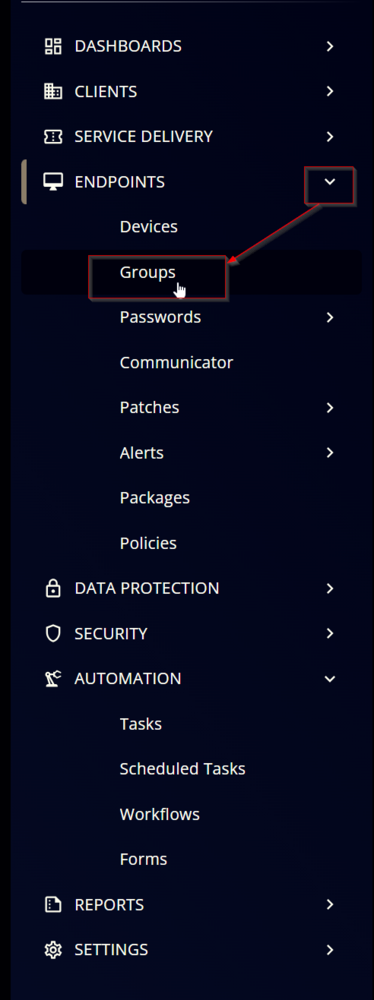 DASHBOARDS
CLIENTS
SERVICE DELIVERY
ENDPOINTS
Devices
Groups
Passwords
Communicator
Patches
Alerts
Packages
Policies
DATA PROTECTION
SECURITY
AUTOMATION
Tasks
Scheduled Tasks
Workflows
Forms
REPORTS
SETTINGS